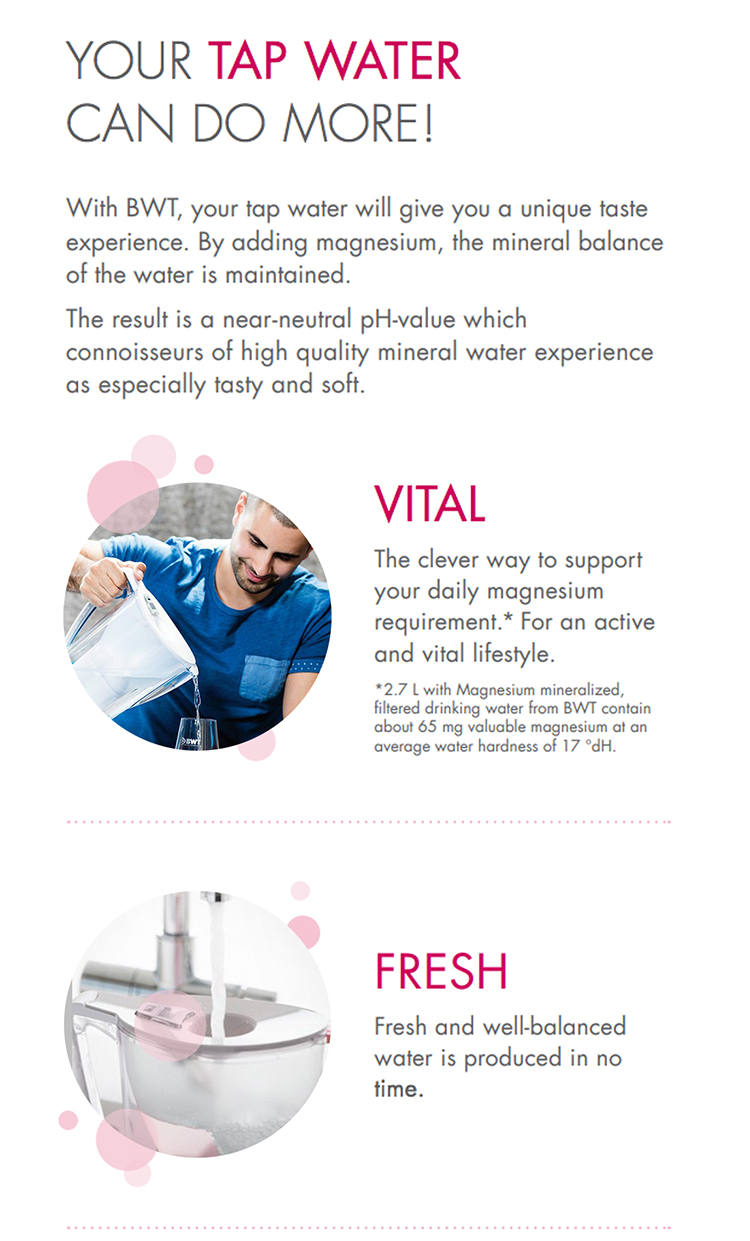 YOUR TAP WATER
CAN DO MORE!
With BWT, your tap water will give you a unique taste
experience. By adding magnesium, the mineral balance
of the water is maintained.
The result is a near-neutral pH-value which
connoisseurs of high quality mineral water experience
as especially tasty and soft.
VITAL
The clever way to support
your daily magnesium
requirement.* For an active
and vital lifestyle.
*2.7 L with Magnesium mineralized,
filtered drinking water from BWT contain
about 65 mg valuable magnesium at an
average water hardness of 17 °dH.
BWT
FRESH
Fresh and well-balanced
water is produced in no
time.